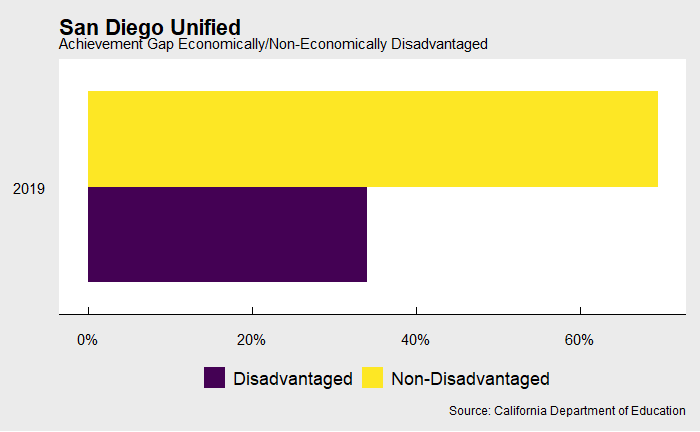 San Diego Unified
Achievement Gap Economically/Non-Economically Disadvantaged
2019
0% 20% 40% 60%
Disadvantaged Non-Disadvantaged
Source: California Department of Education